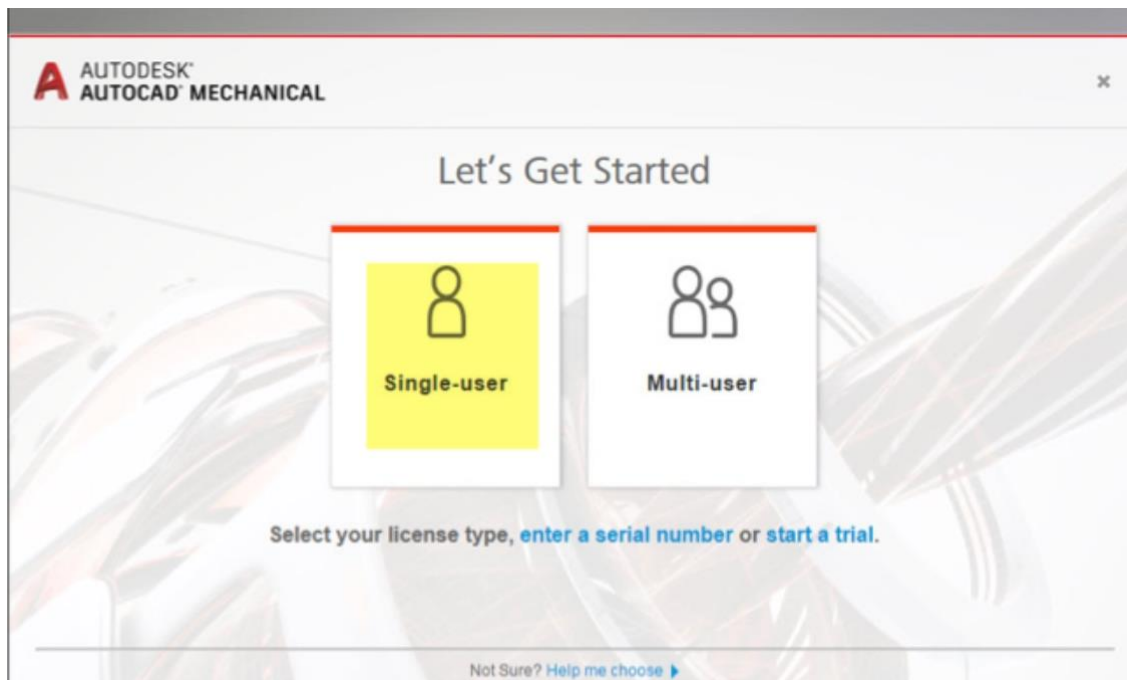 AUTODESK®
AUTOCAD® MECHANICAL
Let's Get Started
Single-user
Multi-user
Select your license type, enter a serial number or start a trial.
Not Sure? Help me choose